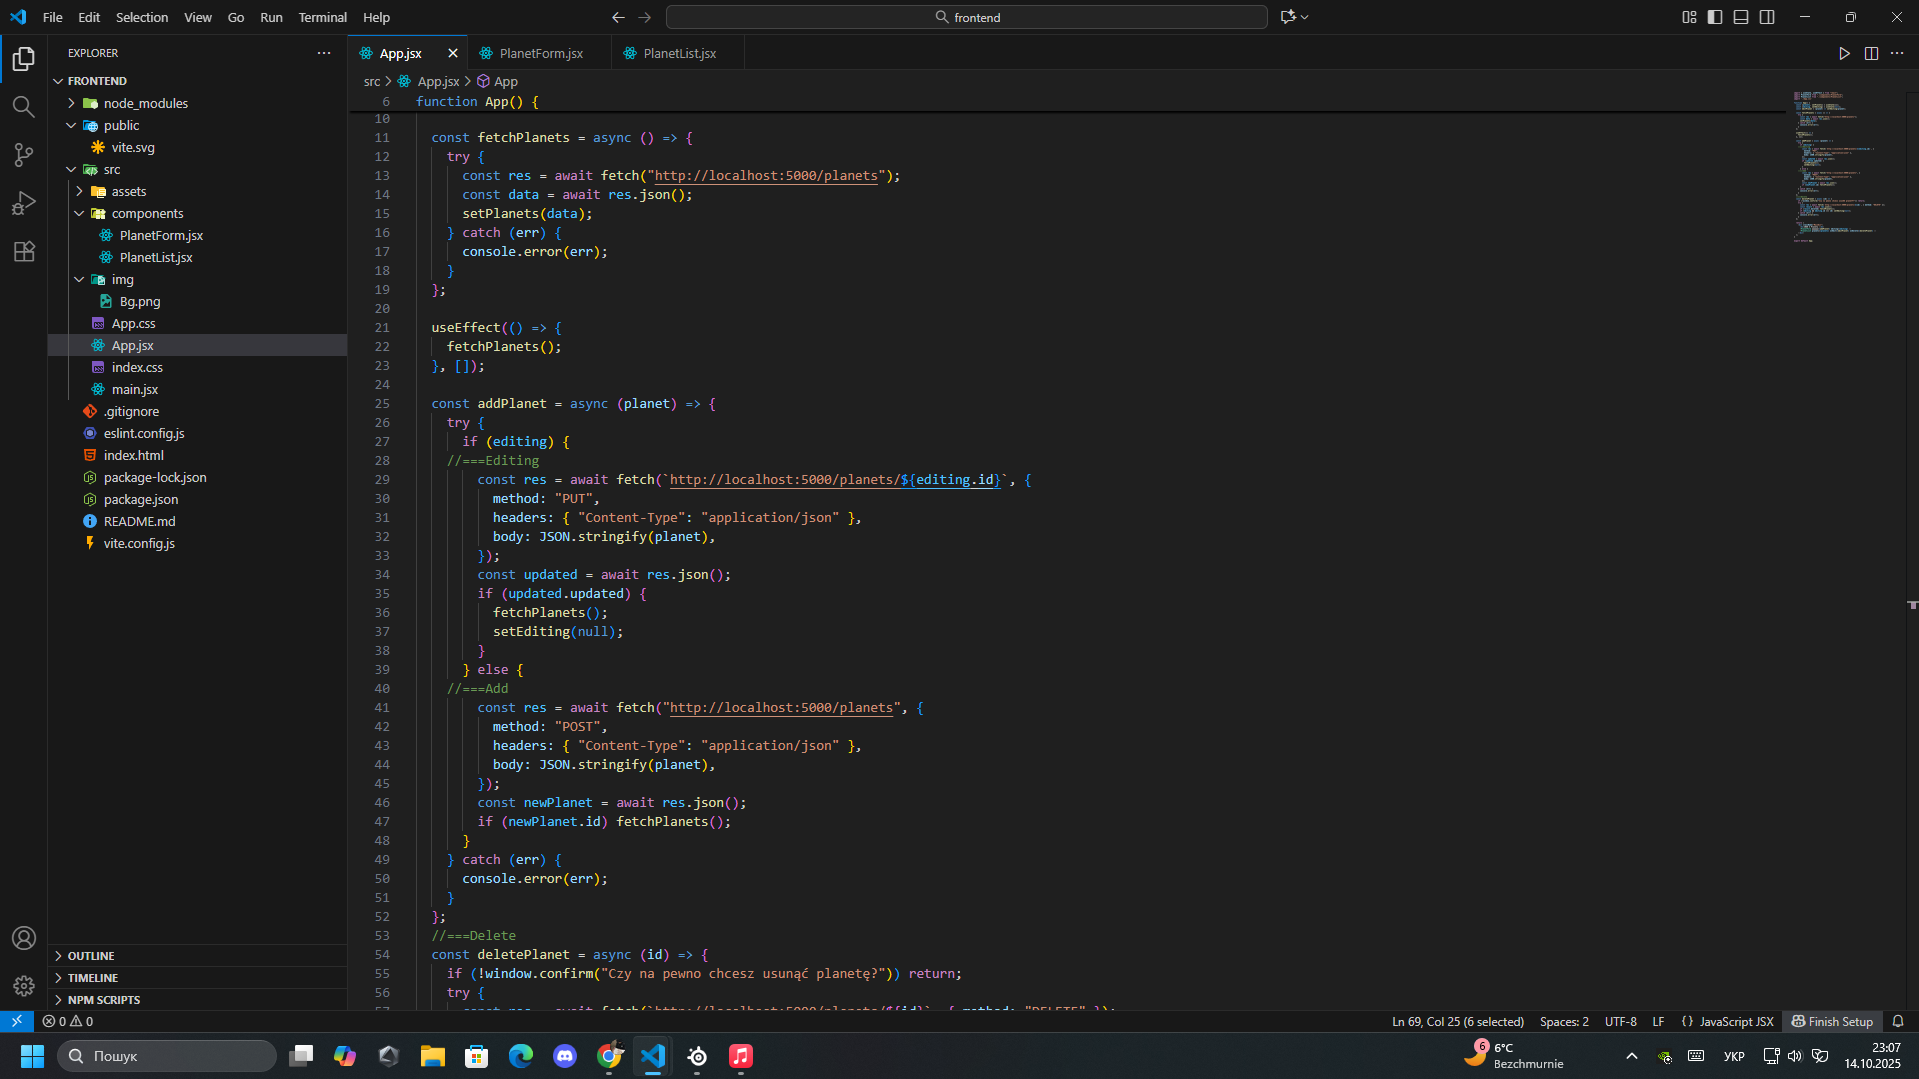 File Edit Selection View Go Run Terminal Help
frontend
EXPLORER
FRONTEND
node_modules
public
vite.svg
src
assets
components
PlanetForm.jsx
PlanetList.jsx
img
Bg.png
App.css
App.jsx
index.css
main.jsx
.gitignore
eslint.config.js
index.html
package-lock.json
package.json
README.md
vite.config.js
OUTLINE
TIMELINE
NPM SCRIPTS
App.jsx PlanetForm.jsx PlanetList.jsx
src > App.jsx > App
6 function App() {
10
11 const fetchPlanets = async () => {
12 try {
13 const res = await fetch("http://localhost:5000/planets");
14 const data = await res.json();
15 setPlanets(data);
16 } catch (err) {
17 console.error(err);
18 }
19 };
20
21 useEffect(() => {
22 fetchPlanets();
23 }, []);
24
25 const addPlanet = async (planet) => {
26 try {
27 if (editing) {
28 //===Editing
29 const res = await fetch(`http://localhost:5000/planets/${editing.id}`, {
30 method: "PUT",
31 headers: { "Content-Type": "application/json" },
32 body: JSON.stringify(planet),
33 });
34 const updated = await res.json();
35 if (updated.updated) {
36 fetchPlanets();
37 setEditing(null);
38 }
39 } else {
40 //===Add
41 const res = await fetch("http://localhost:5000/planets", {
42 method: "POST",
43 headers: { "Content-Type": "application/json" },
44 body: JSON.stringify(planet),
45 });
46 const newPlanet = await res.json();
47 if (newPlanet.id) fetchPlanets();
48 }
49 } catch (err) {
50 console.error(err);
51 }
52 };
53 //===Delete
54 const deletePlanet = async (id) => {
55 if (!window.confirm("Czy na pewno chcesz usunąć planetę?")) return;
56 try {
57 const res = await fetch(`http://localhost:5000/planets/${id}`, { method: "DELETE" });
0 0
Ln 69, Col 25 (6 selected) Spaces: 2 UTF-8 LF {} JavaScript JSX Finish Setup
Пошук
6
6°C
Bezchmurnie
УКР
23:07
14.10.2025